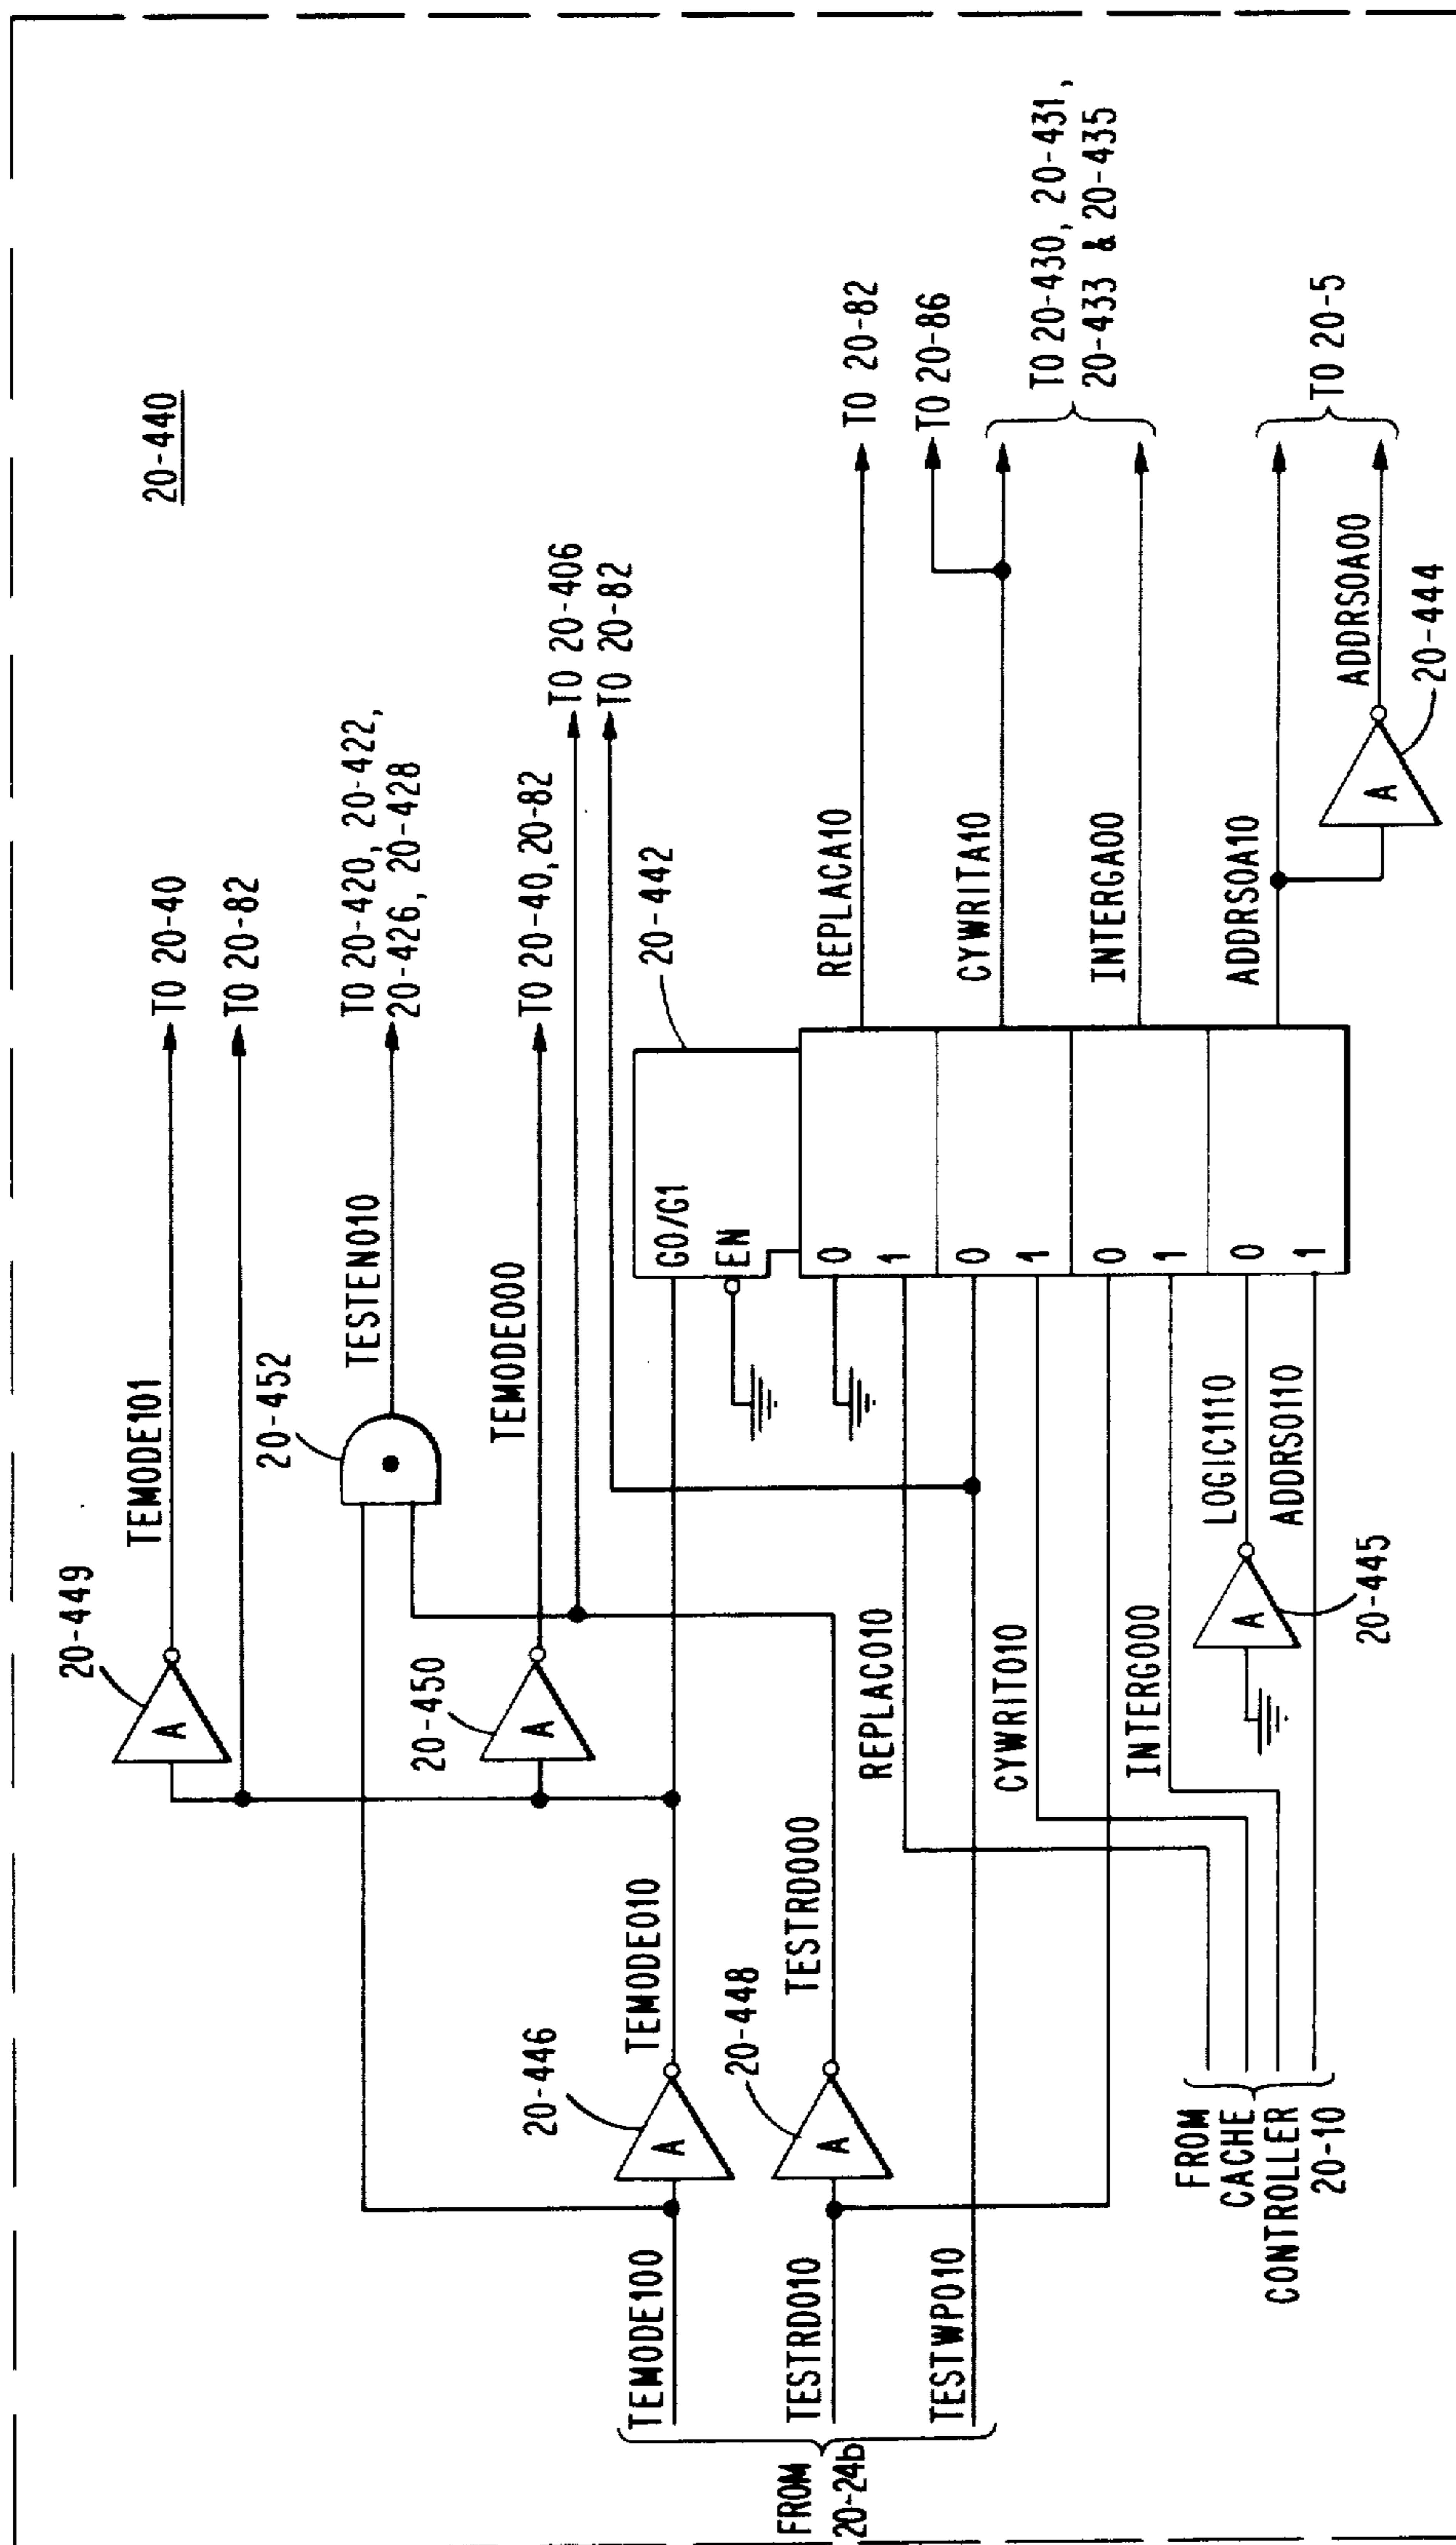 20-440
20-449
TEMODE101
TO 20-40
TO 20-82
20-452
TESTEN010
TO 20-420, 20-422,
20-426, 20-428
A
20-450
A
TEMODE000
TO 20-40, 20-82
TO 20-406
TO 20-82
FROM
20-24b
TEMODE100
20-446
A
TEMODE010
TESTRD010
20-448
A
TESTRD000
TESTWP010
20-442
G0/G1
EN
0
1
0
1
0
1
0
1
REPLAC010
CYWRIT010
INTERG000
LOGIC1110
A
20-445
ADDRS0110
FROM
CACHE
CONTROLLER
20-10
REPLACA10
TO 20-82
TO 20-86
CYWRITA10
TO 20-430, 20-431,
20-433 & 20-435
INTERGA00
ADDRS0A10
A
ADDRS0A00
20-444
TO 20-5